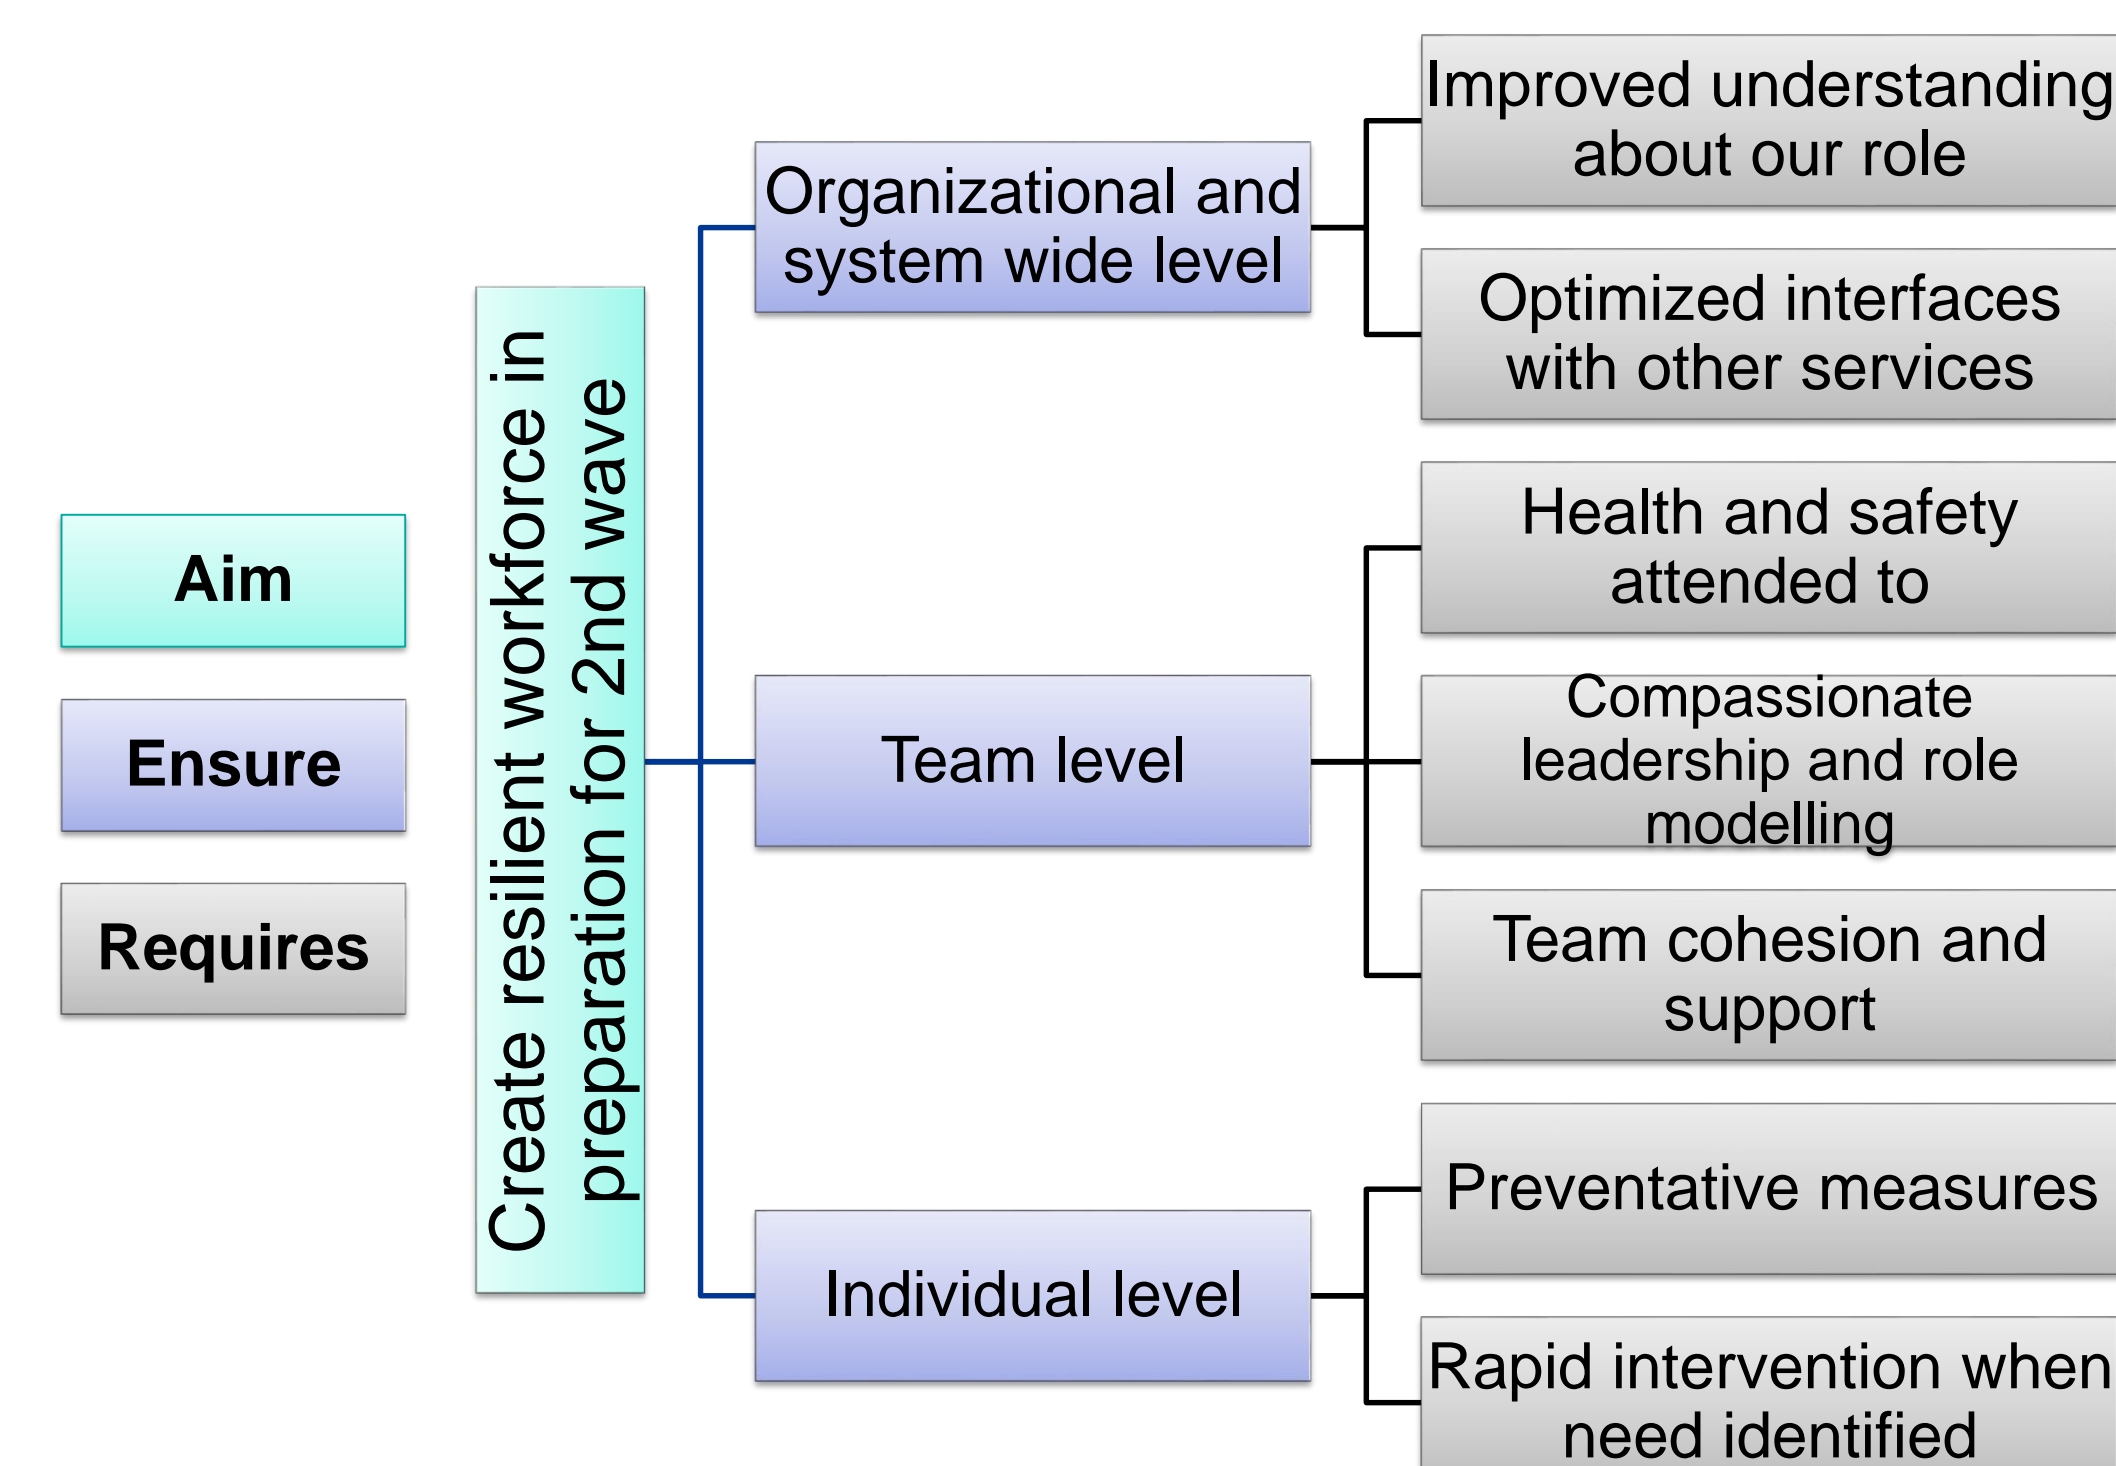 Aim
Ensure
Requires
Create resilient workforce in
preparation for 2nd wave
Organizational and
system wide level
Team level
Individual level
Improved understanding
about our role
Optimized interfaces
with other services
Health and safety
attended to
Compassionate
leadership and role
modelling
Team cohesion and
support
Preventative measures
Rapid intervention when
need identified